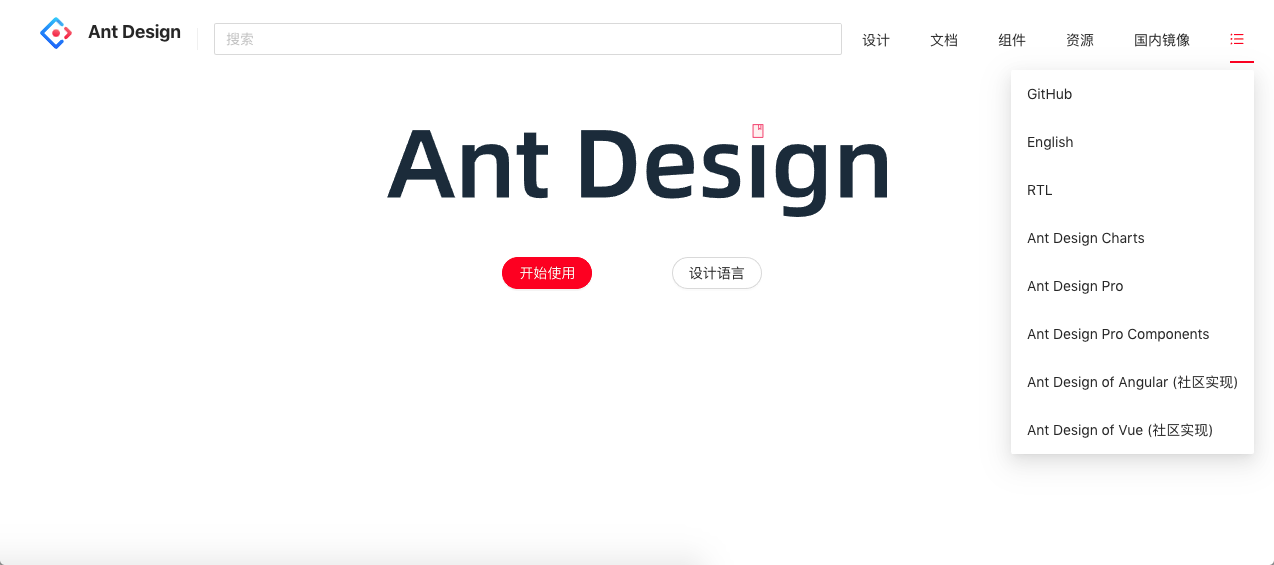 Ant Design
搜索
设计
文档
组件
资源
国内镜像
GitHub
English
RTL
Ant Design Charts
Ant Design Pro
Ant Design Pro Components
Ant Design of Angular (社区实现)
Ant Design of Vue (社区实现)
Ant Design
开始使用
设计语言